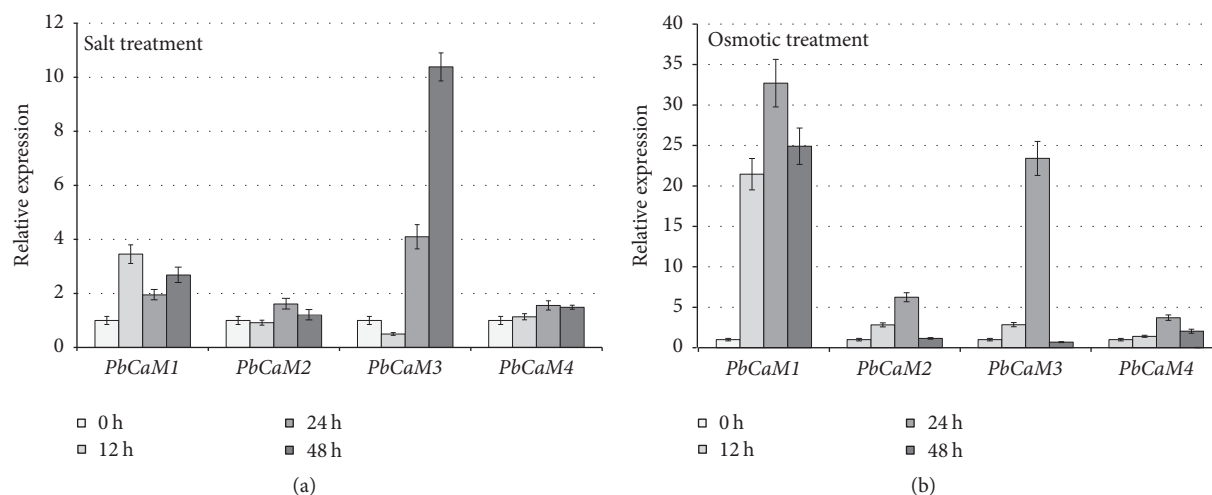 Salt treatment
Relative expression
12
10
8
6
4
2
0
PbCaM1 PbCaM2 PbCaM3 PbCaM4
0 h 24 h
12 h 48 h
(a)
Osmotic treatment
Relative expression
40
35
30
25
20
15
10
5
0
PbCaM1 PbCaM2 PbCaM3 PbCaM4
0 h 24 h
12 h 48 h
(b)